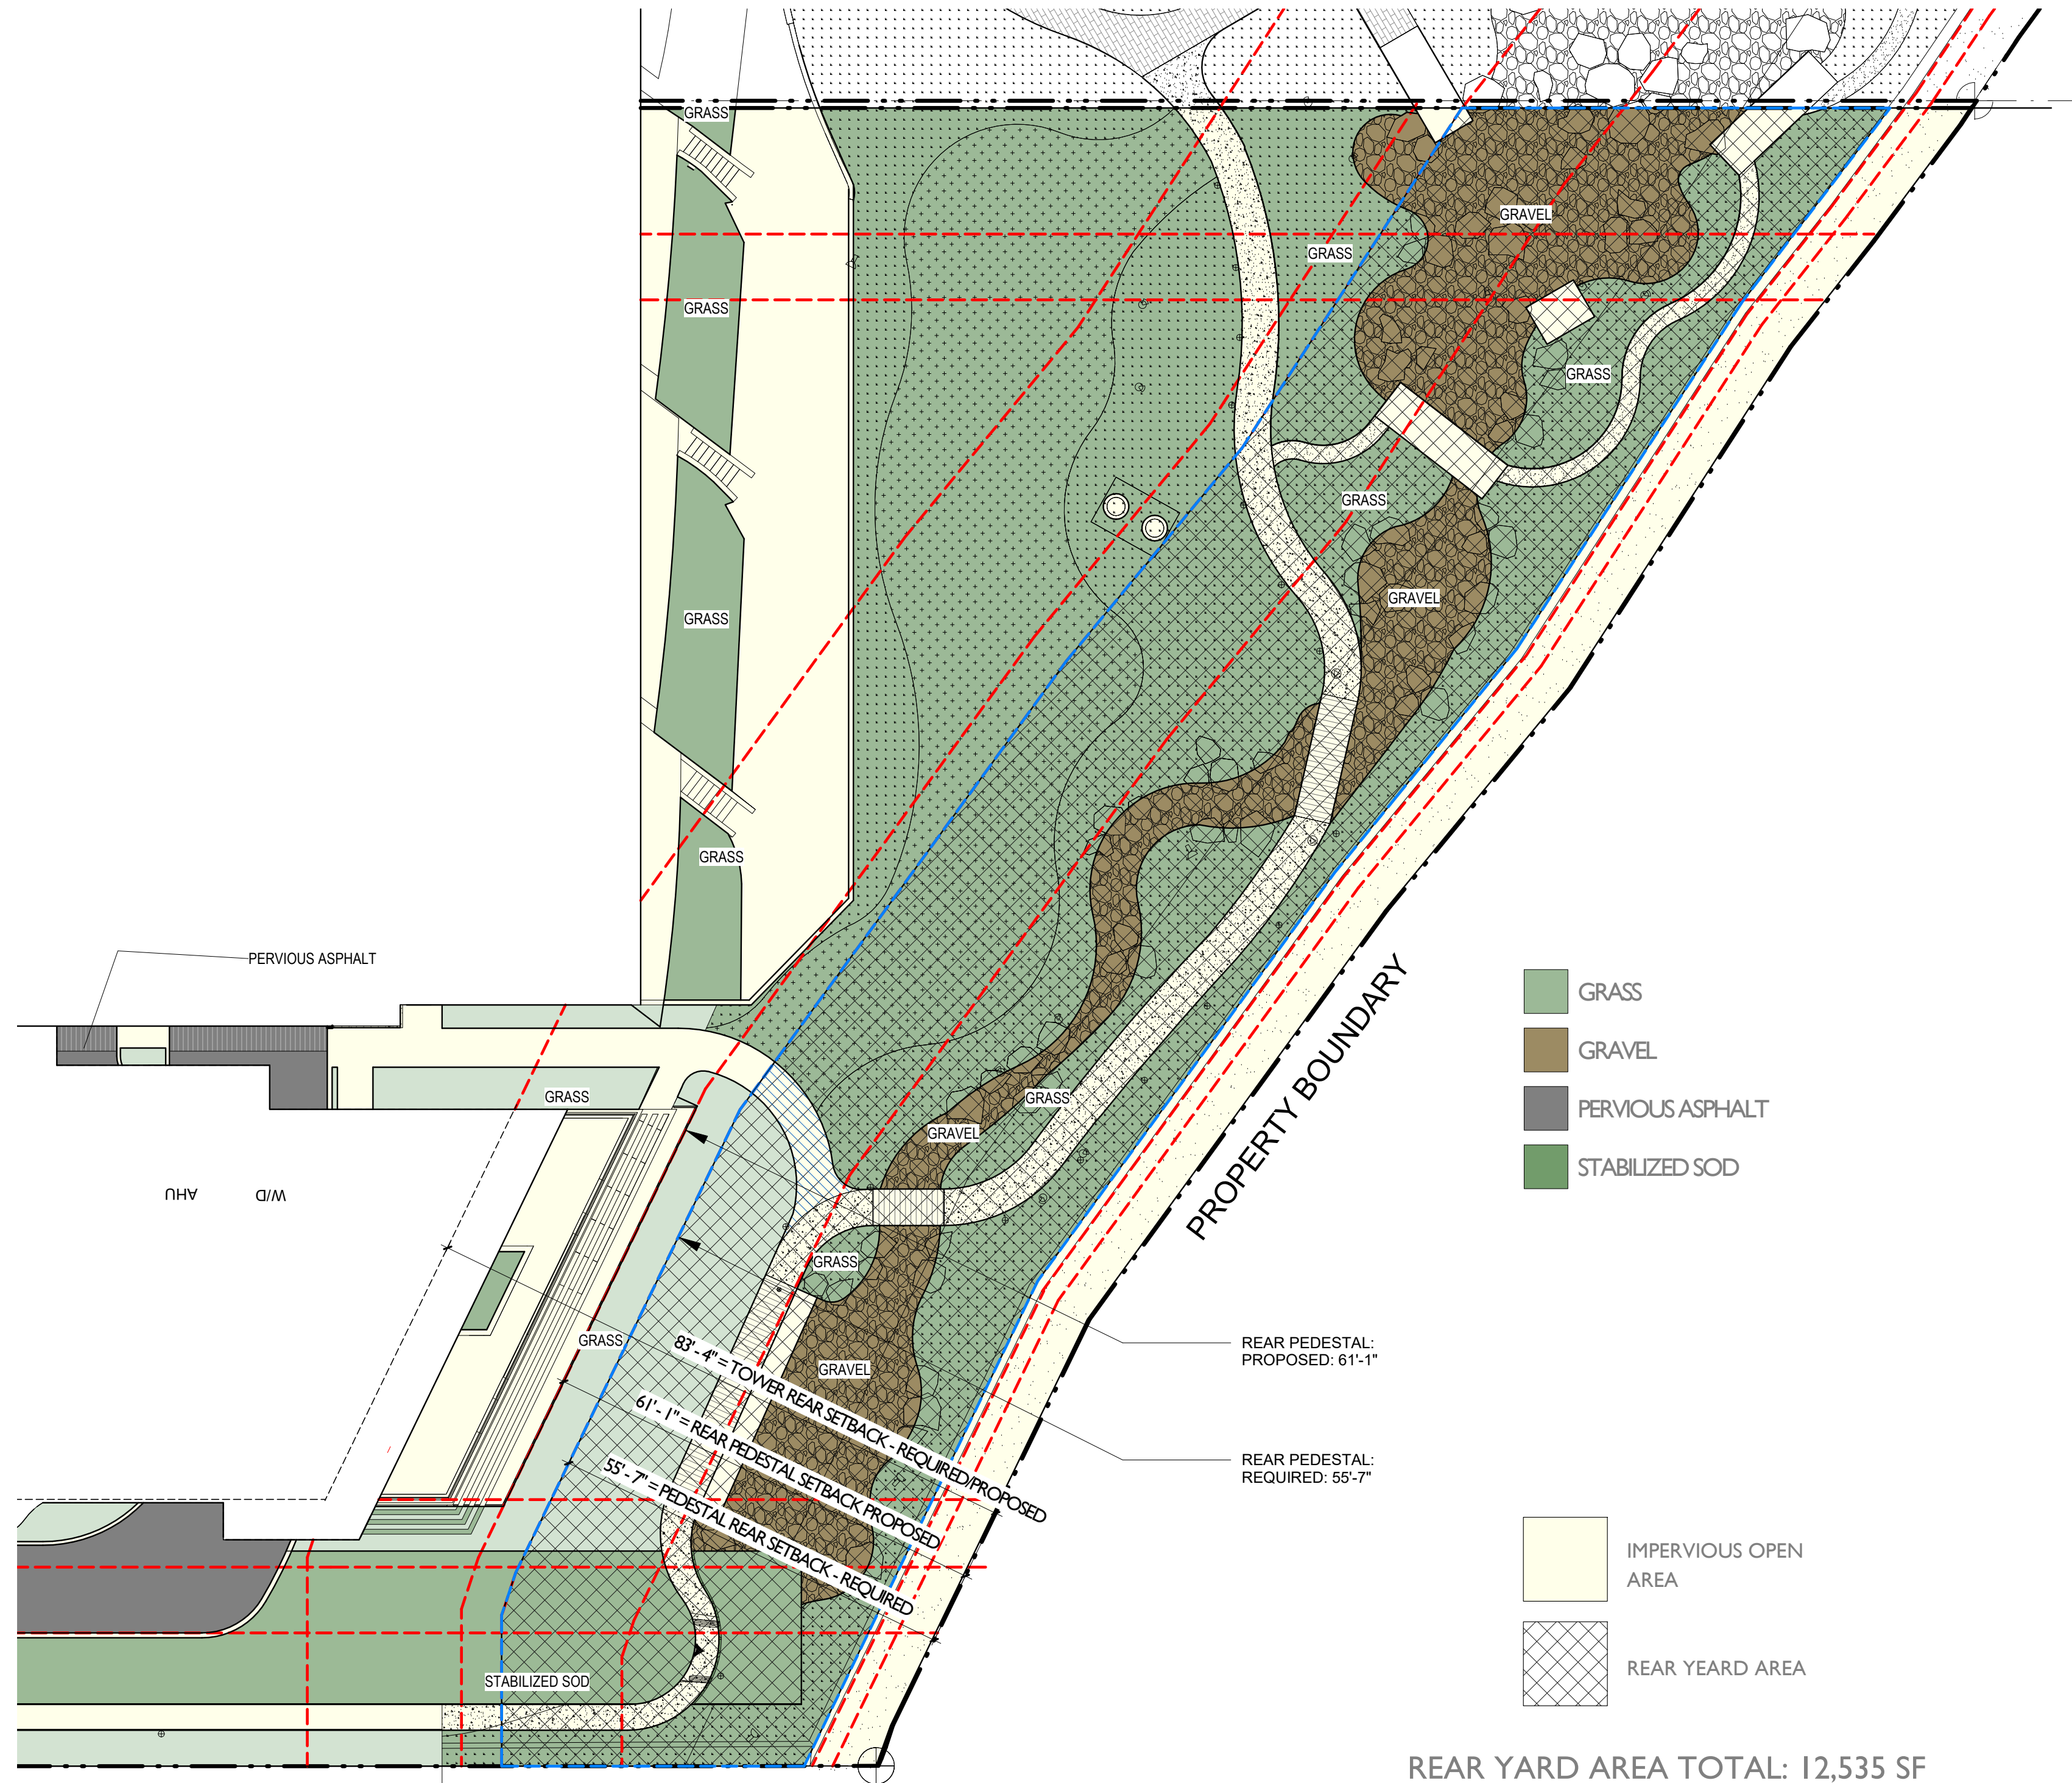 GRASS
GRAVEL
GRASS
GRASS
GRASS
GRASS
GRASS
GRAVEL
GRASS
PERVIOUS ASPHALT
PROPERTY BOUNDARY
GRASS
GRAVEL
PERVIOUS ASPHALT
STABILIZED SOD
GRASS
GRASS
GRAVEL
AHU
W/D
GRASS
GRASS
GRAVEL
REAR PEDESTAL:
PROPOSED: 61'-1"
REAR PEDESTAL:
REQUIRED: 55'-7"
83'- 4" = TOWER REAR SETBACK - REQUIRED/PROPOSED
61'- 1" = REAR PEDESTAL SETBACK PROPOSED
55'- 7" = PEDESTAL REAR SETBACK - REQUIRED
IMPERVIOUS OPEN
AREA
REAR YEARD AREA
STABILIZED SOD
REAR YARD AREA TOTAL: 12,535 SF